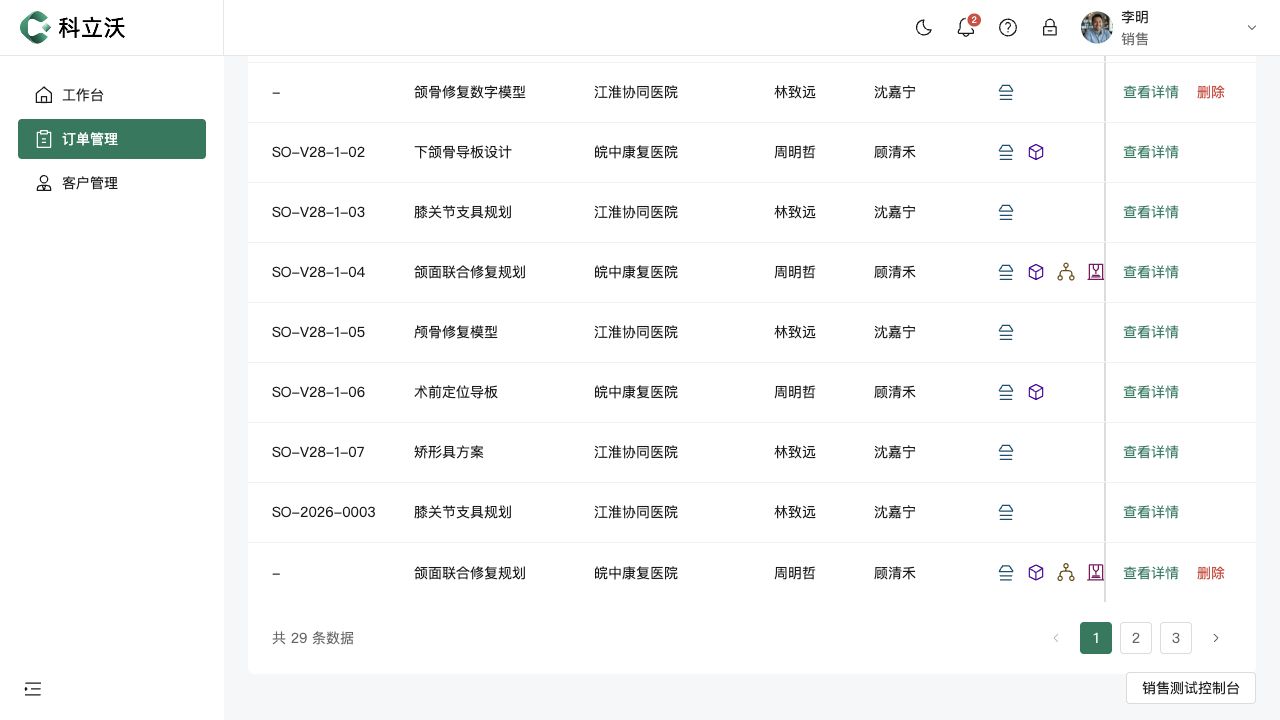 科立沃
2
李明
销售
工作台
订单管理
客户管理
– 颌骨修复数字模型 江淮协同医院 林致远 沈嘉宁 查看详情 删除
SO-V28-1-02 下颌骨导板设计 皖中康复医院 周明哲 顾清禾 查看详情
SO-V28-1-03 膝关节支具规划 江淮协同医院 林致远 沈嘉宁 查看详情
SO-V28-1-04 颌面联合修复规划 皖中康复医院 周明哲 顾清禾 查看详情
SO-V28-1-05 颅骨修复模型 江淮协同医院 林致远 沈嘉宁 查看详情
SO-V28-1-06 术前定位导板 皖中康复医院 周明哲 顾清禾 查看详情
SO-V28-1-07 矫形具方案 江淮协同医院 林致远 沈嘉宁 查看详情
SO-2026-0003 膝关节支具规划 江淮协同医院 林致远 沈嘉宁 查看详情
– 颌面联合修复规划 皖中康复医院 周明哲 顾清禾 查看详情 删除
共 29 条数据 1 2 3
销售测试控制台